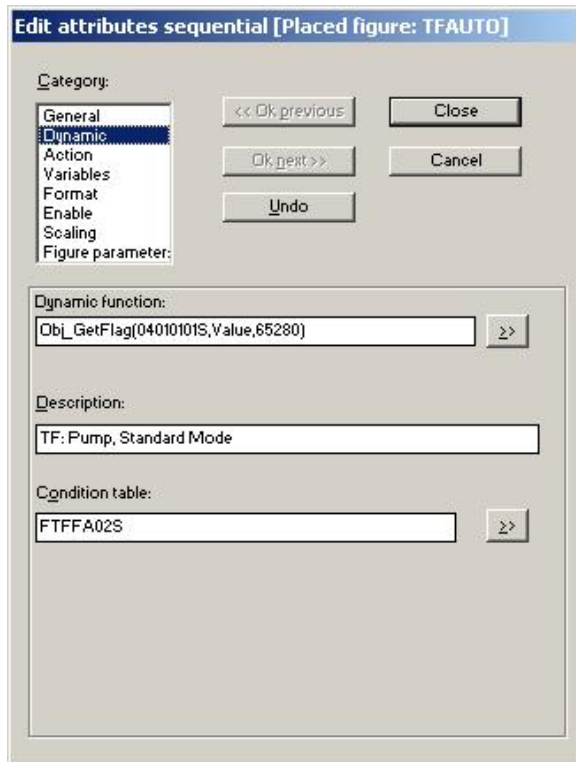 Edit attributes sequential [Placed figure: TFAUTO]
Category:
General
Dynamic
Action
Variables
Format
Enable
Scaling
Figure parameter:
<< Ok previous
Close
Ok next >>
Cancel
Undo
Dynamic function:
Obj_GetFlag(04010101S,Value,65280)
>>
Description:
TF: Pump, Standard Mode
Condition table:
FTFFA02S
>>